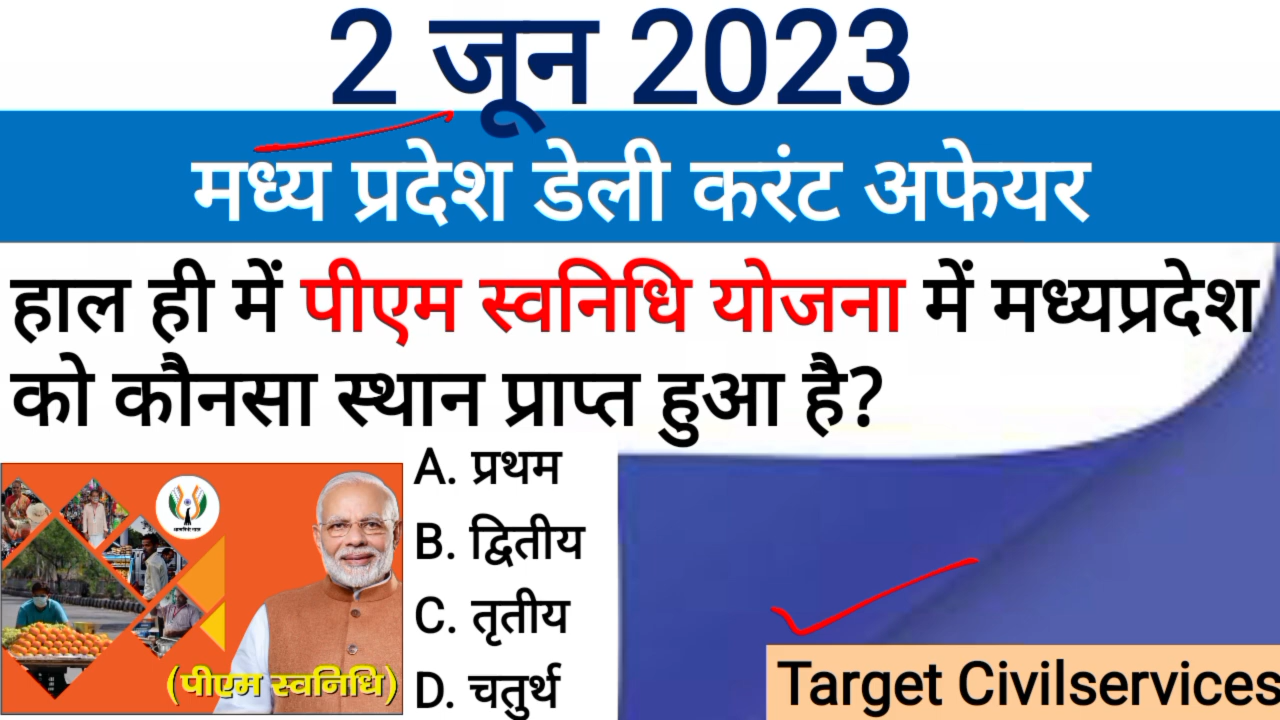 2 जून 2023
मध्य प्रदेश डेली करंट अफेयर
हाल ही में पीएम स्वनिधि योजना में मध्यप्रदेश
को कौनसा स्थान प्राप्त हुआ है?
A. प्रथम
B. द्वितीय
C. तृतीय
D. चतुर्थ
(पीएम स्वनिधि)
Target Civilservices